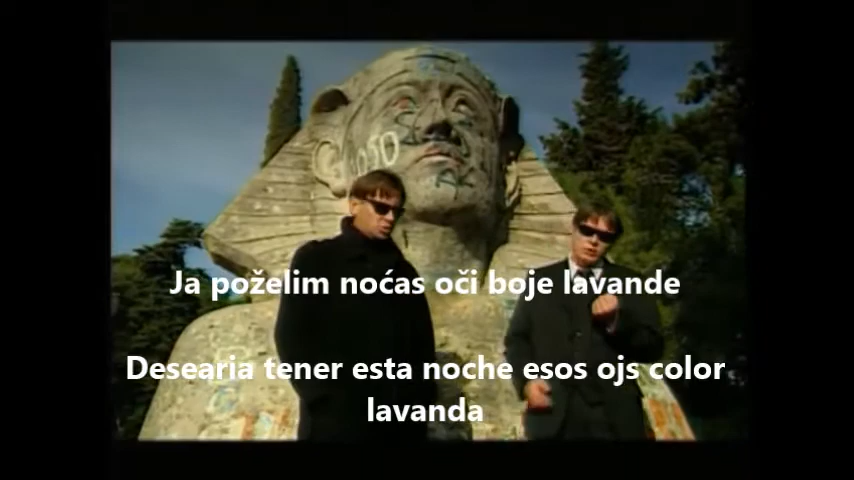 Ja poželim noćas oči boje lavande
Desearia tener esta noche esos ojs color
lavanda